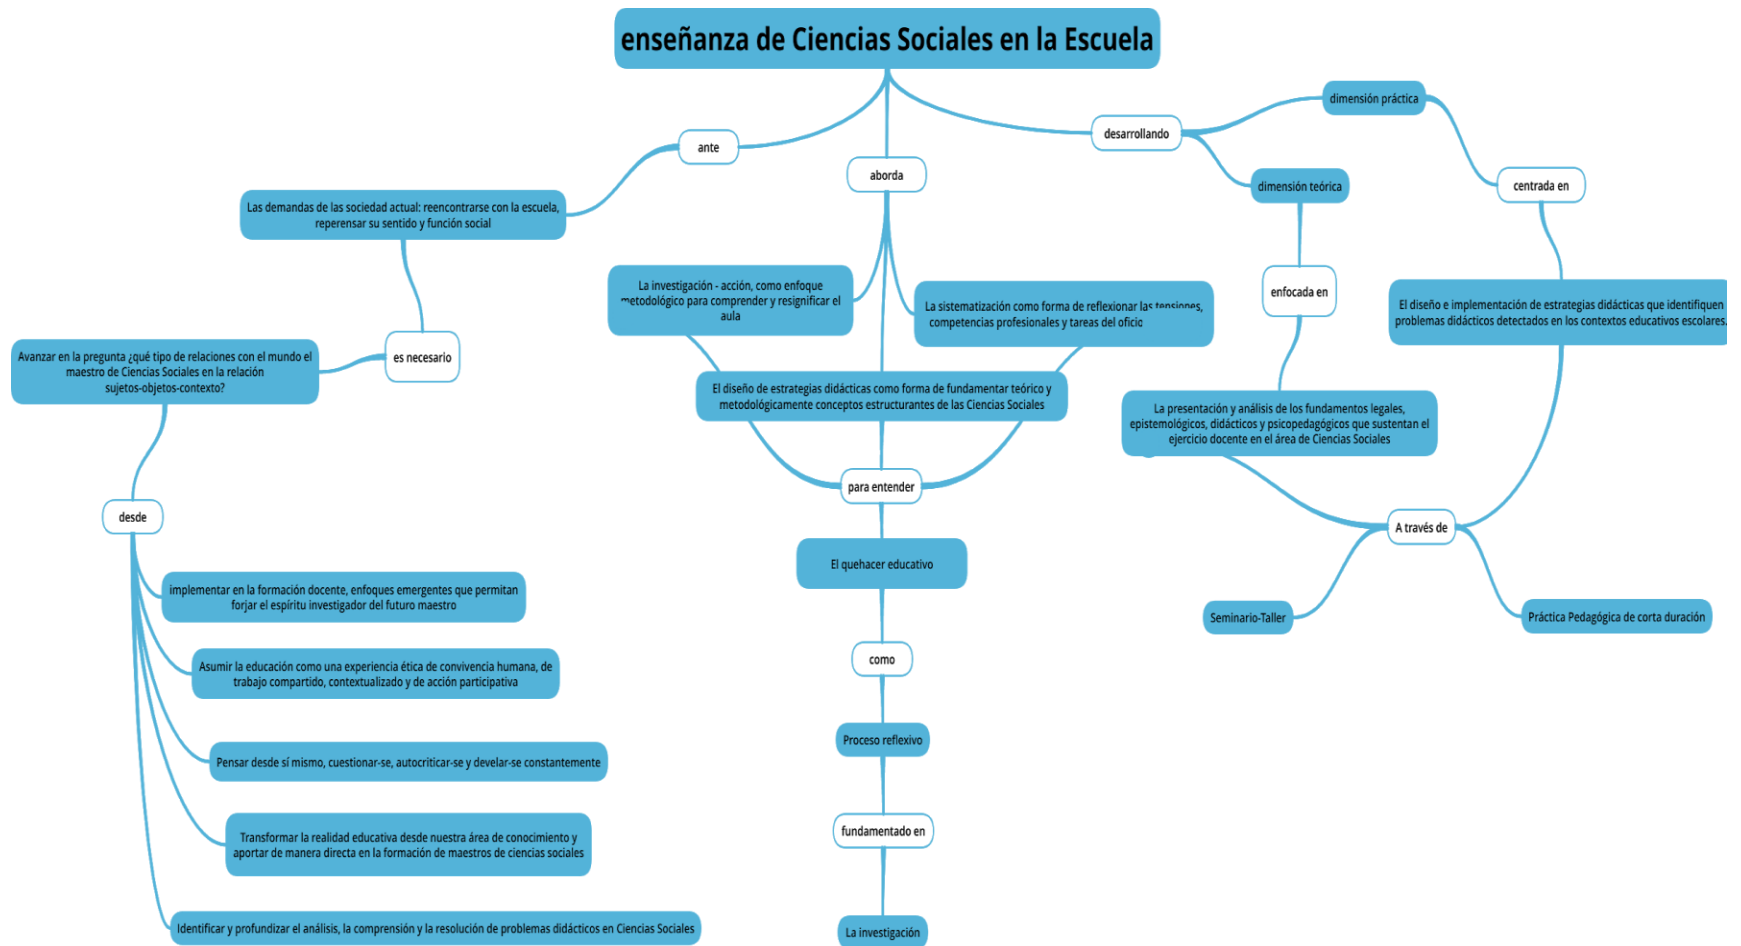 enseñanza de Ciencias Sociales en la Escuela
ante
Las demandas de las sociedad actual: reencontrarse con la escuela,
reperensar su sentido y función social
es necesario
Avanzar en la pregunta ¿qué tipo de relaciones con el mundo el
maestro de Ciencias Sociales en la relación
sujetos-objetos-contexto?
desde
implementar en la formación docente, enfoques emergentes que permitan
forjar el espíritu investigador del futuro maestro
Asumir la educación como una experiencia ética de convivencia humana, de
trabajo compartido, contextualizado y de acción participativa
Pensar desde sí mismo, cuestionar-se, autocriticar-se y develar-se constantemente
Transformar la realidad educativa desde nuestra área de conocimiento y
aportar de manera directa en la formación de maestros de ciencias sociales
Identificar y profundizar el análisis, la comprensión y la resolución de problemas didácticos en Ciencias Sociales
aborda
La investigación - acción, como enfoque
metodológico para comprender y resignificar el
aula
La sistematización como forma de reflexionar las tensiones,
competencias profesionales y tareas del oficio
El diseño de estrategias didácticas como forma de fundamentar teórico y
metodológicamente conceptos estructurantes de las Ciencias Sociales
para entender
El quehacer educativo
como
Proceso reflexivo
fundamentado en
La investigación
desarrollando
dimensión práctica
centrada en
El diseño e implementación de estrategias didácticas que identifiquen
problemas didácticos detectados en los contextos educativos escolares.
dimensión teórica
enfocada en
La presentación y análisis de los fundamentos legales,
epistemológicos, didácticos y psicopedagógicos que sustentan el
ejercicio docente en el área de Ciencias Sociales
A través de
Seminario-Taller
Práctica Pedagógica de corta duración